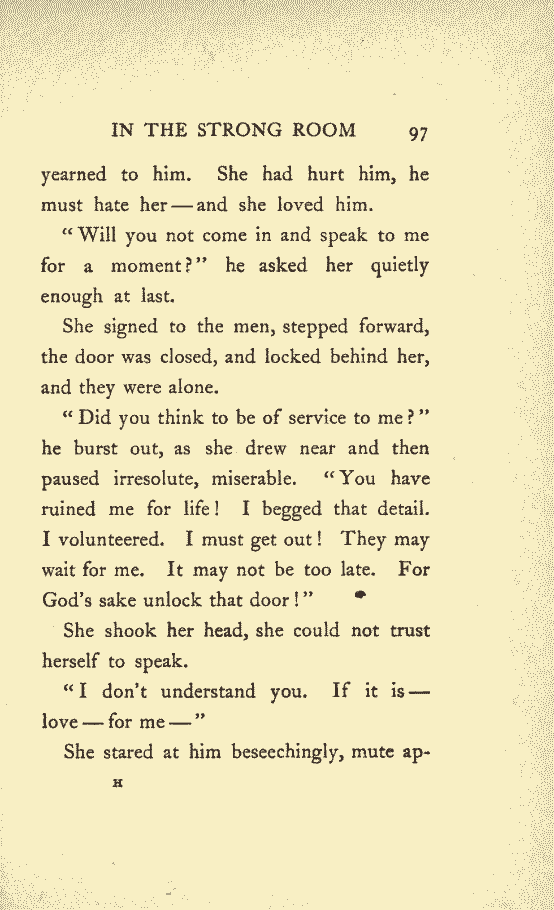 IN THE STRONG ROOM 97
yearned to him. She had hurt him, he
must hate her — and she loved him.
“Will you not come in and speak to me
for a moment?” he asked her quietly
enough at last.
She signed to the men, stepped forward,
the door was closed, and locked behind her,
and they were alone.
“Did you think to be of service to me?”
he burst out, as she drew near and then
paused irresolute, miserable. “You have
ruined me for life! I begged that detail.
I volunteered. I must get out! They may
wait for me. It may not be too late. For
God's sake unlock that door!”
She shook her head, she could not trust
herself to speak.
“I don't understand you. If it is —
love — for me — ”
She stared at him beseechingly, mute ap-
H